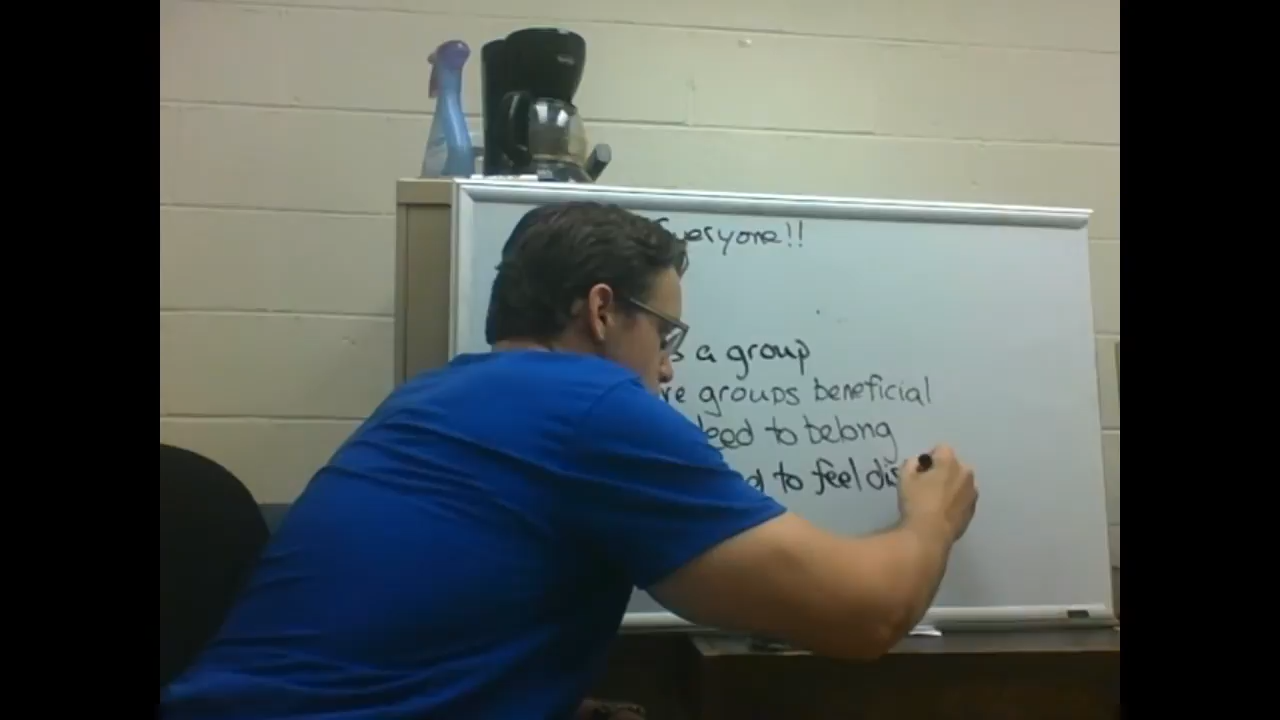 Everyone!!
s a group
re groups beneficial
eed to belong
d to feel dis